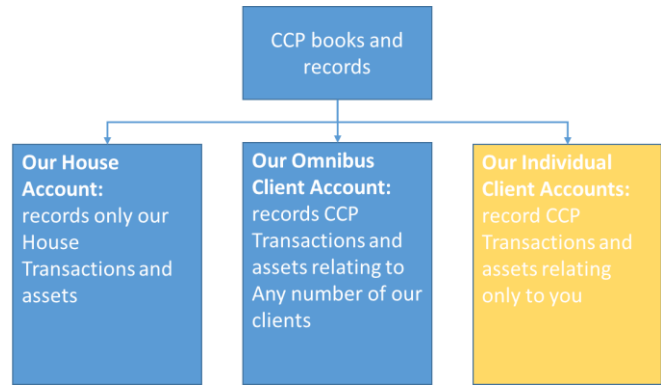 CCP books and
records
Our House
Account:
records only our
House
Transactions and
assets
Our Omnibus
Client Account:
records CCP
Transactions and
assets relating to
Any number of our
clients
Our Individual
Client Accounts:
record CCP
Transactions and
assets relating
only to you